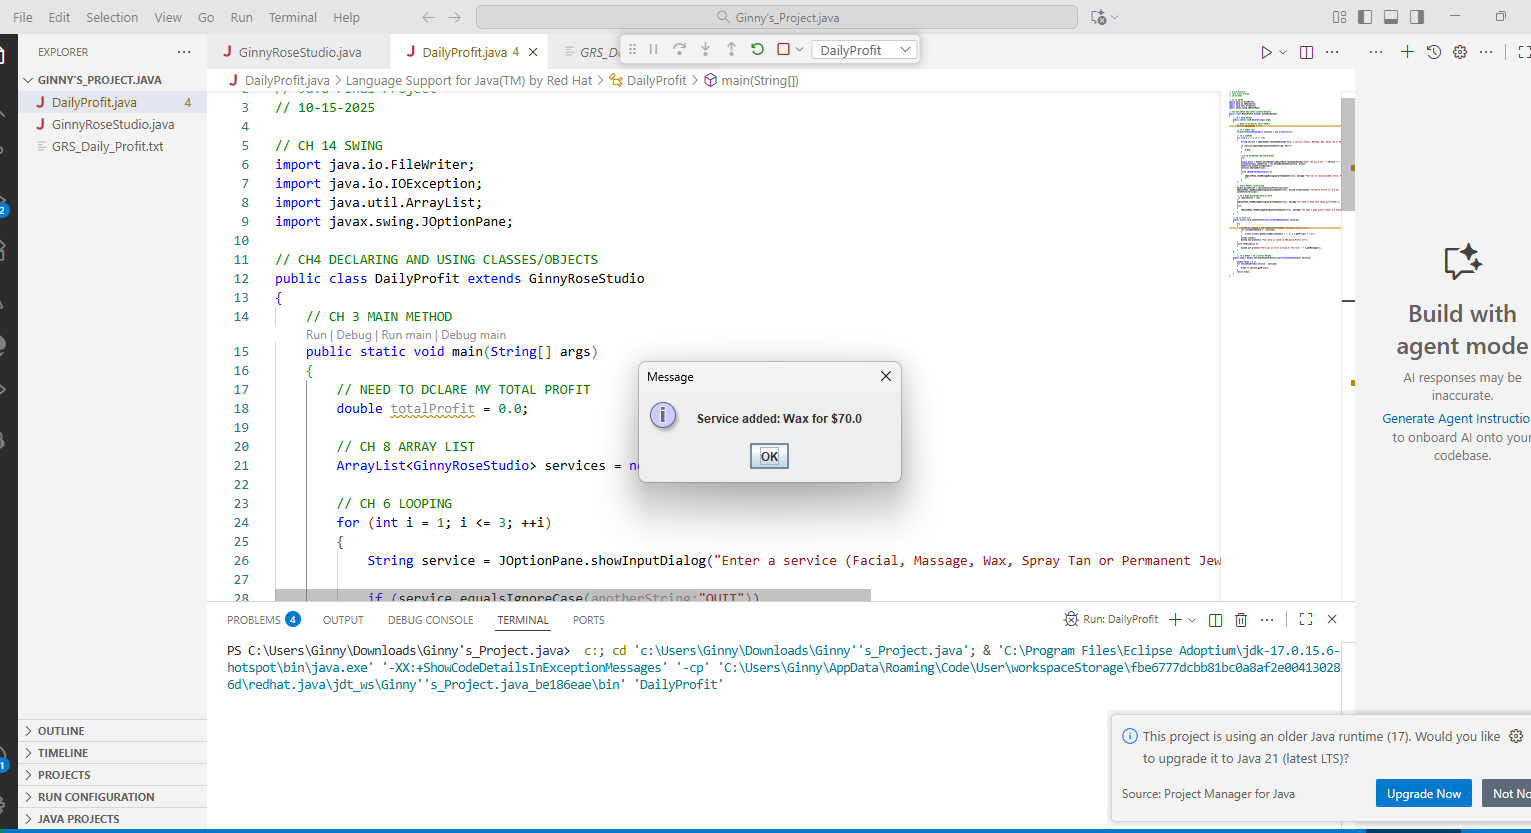 File Edit Selection View Go Run Terminal Help
Ginny's_Project.java
EXPLORER
GINNY'S_PROJECT.JAVA
DailyProfit.java 4
GinnyRoseStudio.java
GRS_Daily_Profit.txt
OUTLINE
TIMELINE
PROJECTS
RUN CONFIGURATION
JAVA PROJECTS
GinnyRoseStudio.java
DailyProfit.java 4
DailyProfit
DailyProfit.java > Language Support for Java(TM) by Red Hat > DailyProfit > main(String[])
3 // 10-15-2025
4
5 // CH 14 SWING
6 import java.io.FileWriter;
7 import java.io.IOException;
8 import java.util.ArrayList;
9 import javax.swing.JOptionPane;
10
11 // CH4 DECLARING AND USING CLASSES/OBJECTS
12 public class DailyProfit extends GinnyRoseStudio
13 {
14 // CH 3 MAIN METHOD
Run | Debug | Run main | Debug main
15 public static void main(String[] args)
16 {
17 // NEED TO DCLARE MY TOTAL PROFIT
18 double totalProfit = 0.0;
19
20 // CH 8 ARRAY LIST
21 ArrayList<GinnyRoseStudio> services =
22
23 // CH 6 LOOPING
24 for (int i = 1; i <= 3; ++i)
25 {
26 String service = JOptionPane.showInputDialog("Enter a service (Facial, Massage, Wax, Spray Tan or Permanent Jew
27
28 if (service.equalsIgnoreCase(anotherString:"QUIT"))
Message
Service added: Wax for $70.0
OK
PROBLEMS 4 OUTPUT DEBUG CONSOLE TERMINAL PORTS
Run: DailyProfit
PS C:\Users\Ginny\Downloads\Ginny's_Project.java> c:; cd 'c:\Users\Ginny\Downloads\Ginny''s_Project.java'; & 'C:\Program Files\Eclipse Adoptium\jdk-17.0.15.6-
hotspot\bin\java.exe' '-XX:+ShowCodeDetailsInExceptionMessages' '-cp' 'C:\Users\Ginny\AppData\Roaming\Code\User\workspaceStorage\fbe6777dcbb81bc0a8af2e00413028
6d\redhat.java\jdt_ws\Ginny''s_Project.java_be186eae\bin' 'DailyProfit'
Build with
agent mode
AI responses may be
inaccurate.
Generate Agent Instructio
to onboard AI onto your
codebase.
This project is using an older Java runtime (17). Would you like
to upgrade it to Java 21 (latest LTS)?
Source: Project Manager for Java
Upgrade Now
Not No